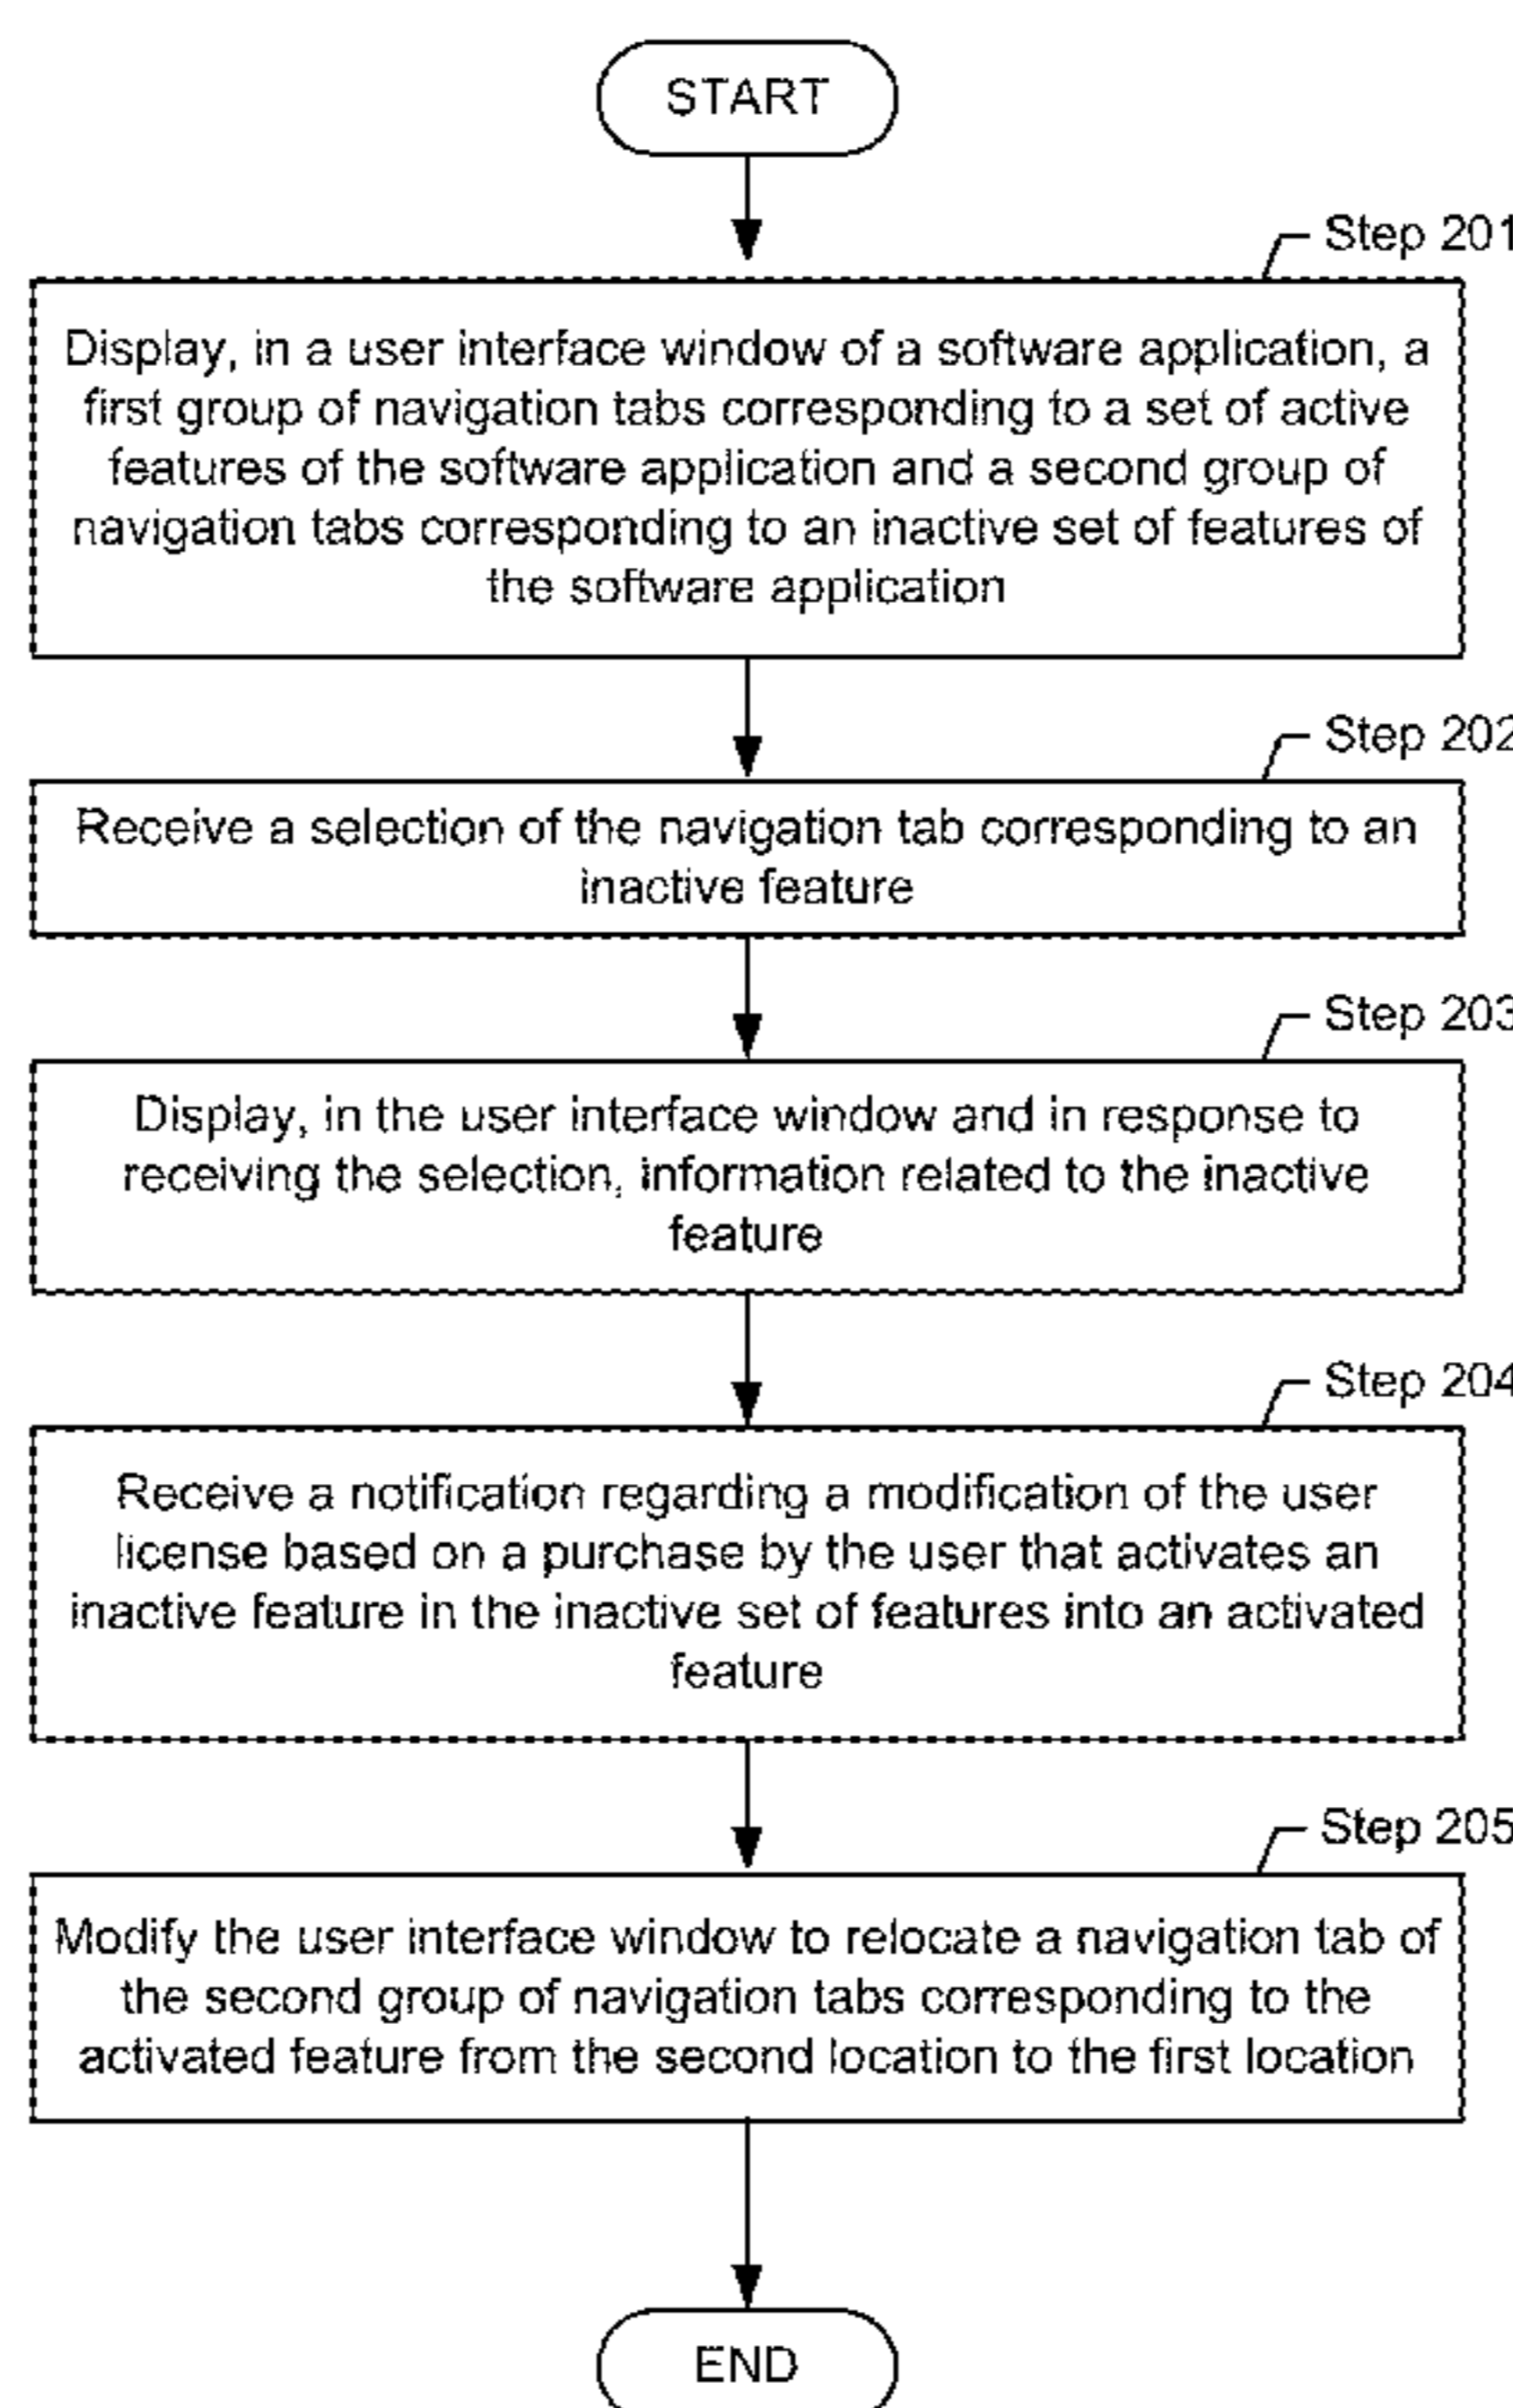 START
Step 201
Display, in a user interface window of a software application, a
first group of navigation tabs corresponding to a set of active
features of the software application and a second group of
navigation tabs corresponding to an inactive set of features of
the software application
Step 202
Receive a selection of the navigation tab corresponding to an
inactive feature
Step 203
Display, in the user interface window and in response to
receiving the selection, information related to the inactive
feature
Step 204
Receive a notification regarding a modification of the user
license based on a purchase by the user that activates an
inactive feature in the inactive set of features into an activated
feature
Step 205
Modify the user interface window to relocate a navigation tab of
the second group of navigation tabs corresponding to the
activated feature from the second location to the first location
END